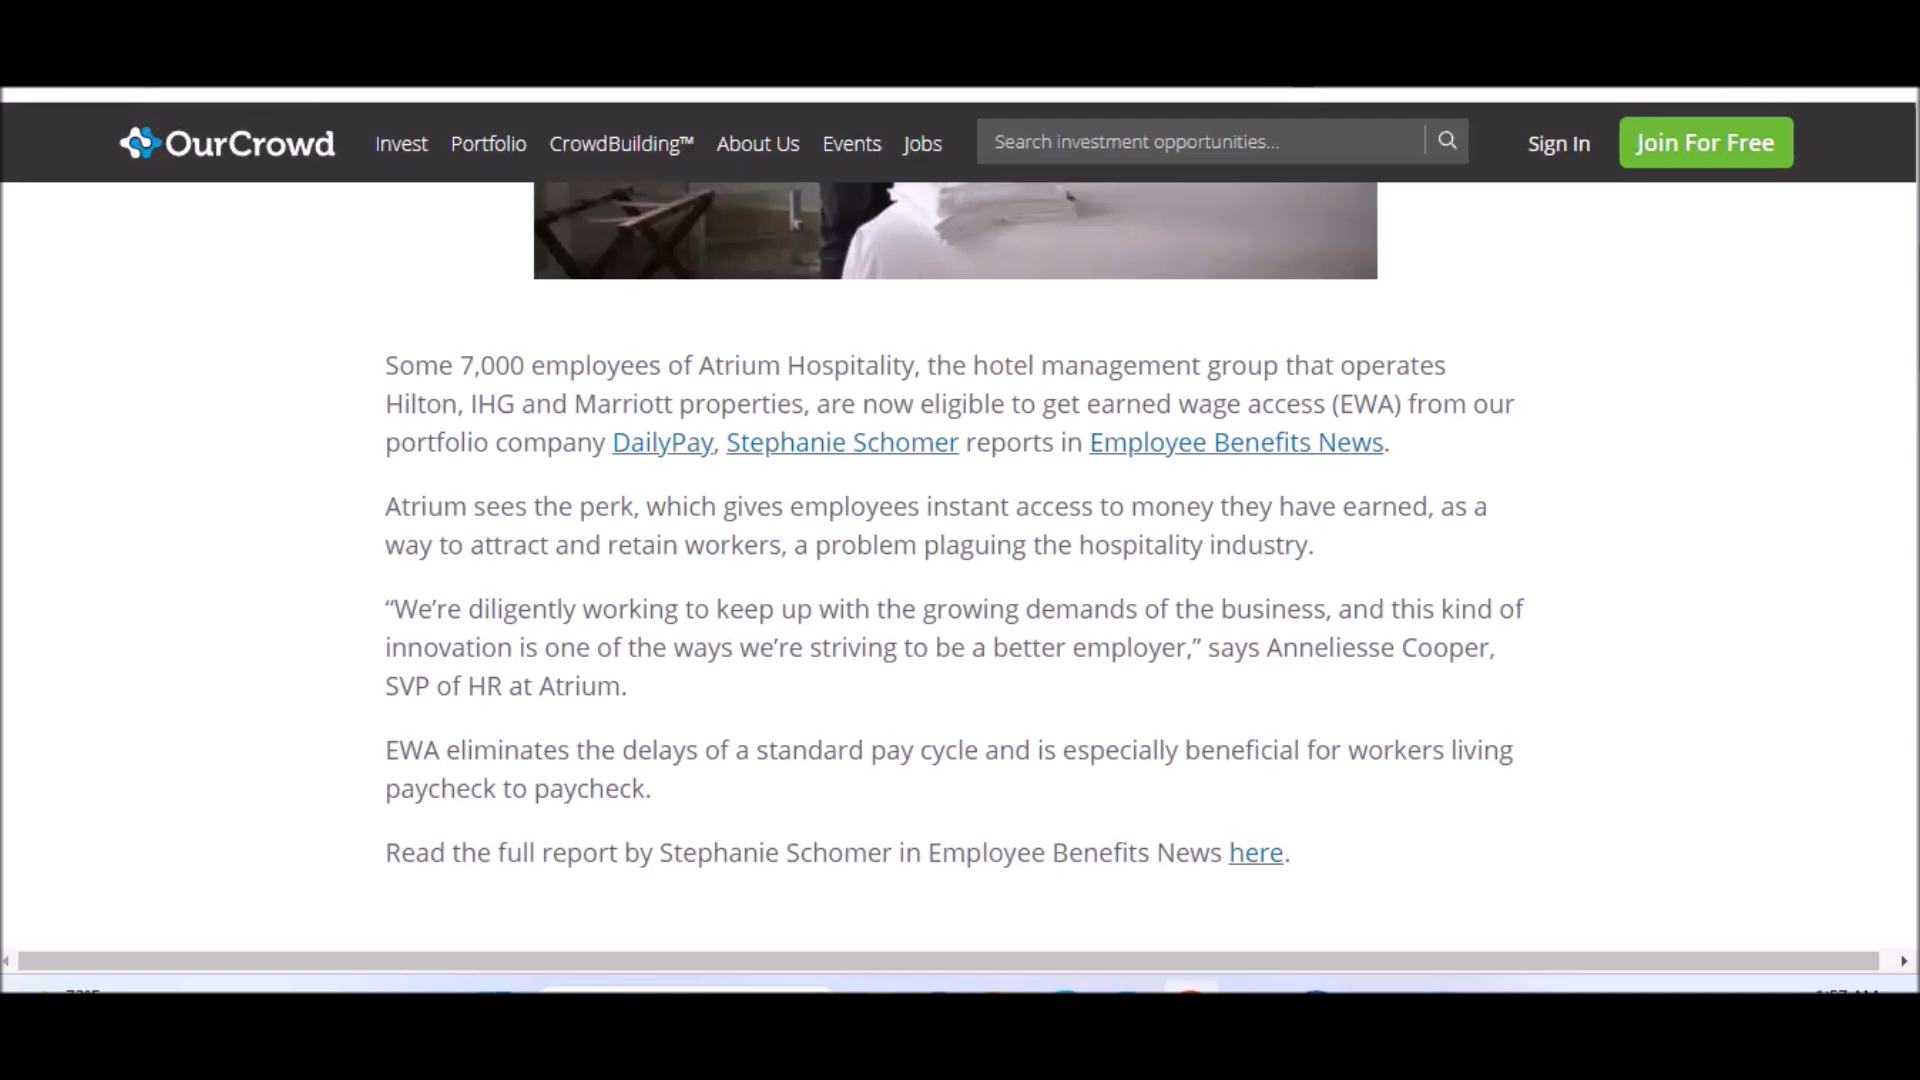 OurCrowd Invest Portfolio CrowdBuilding™ About Us Events Jobs Search investment opportunities... Sign In Join For Free
Some 7,000 employees of Atrium Hospitality, the hotel management group that operates
Hilton, IHG and Marriott properties, are now eligible to get earned wage access (EWA) from our
portfolio company DailyPay, Stephanie Schomer reports in Employee Benefits News.
Atrium sees the perk, which gives employees instant access to money they have earned, as a
way to attract and retain workers, a problem plaguing the hospitality industry.
“We’re diligently working to keep up with the growing demands of the business, and this kind of
innovation is one of the ways we’re striving to be a better employer,” says Anneliesse Cooper,
SVP of HR at Atrium.
EWA eliminates the delays of a standard pay cycle and is especially beneficial for workers living
paycheck to paycheck.
Read the full report by Stephanie Schomer in Employee Benefits News here.